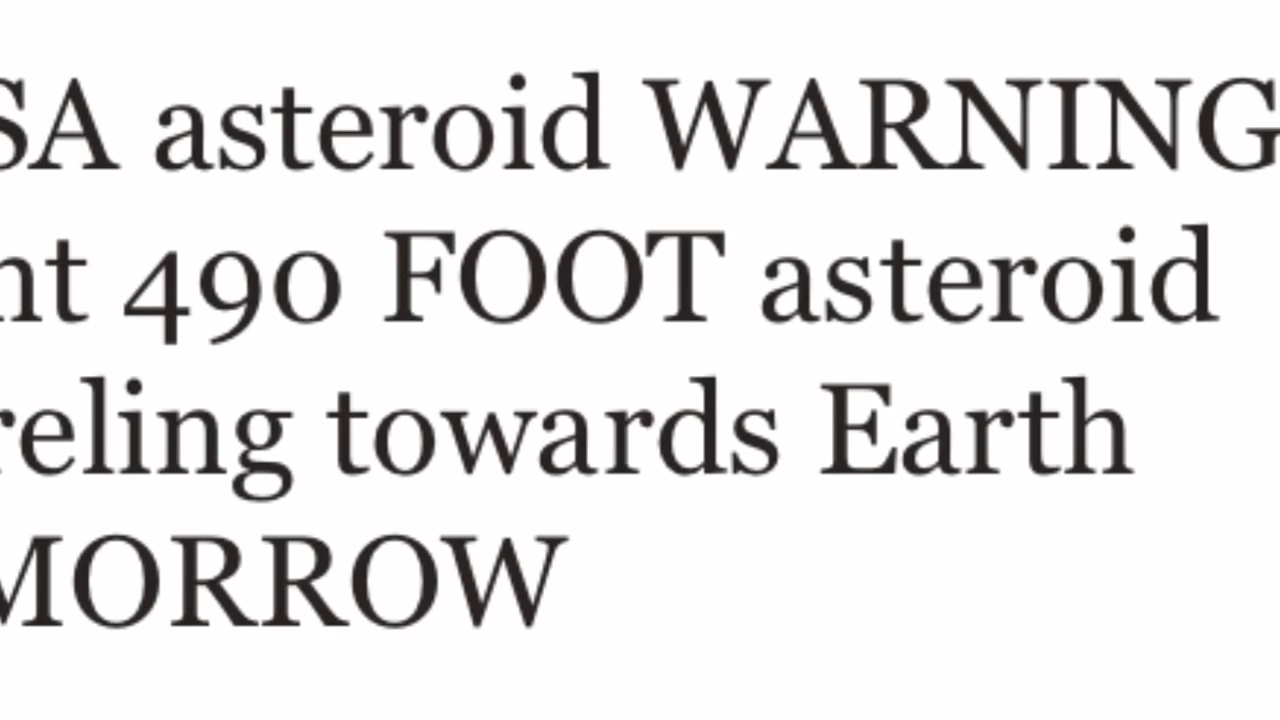 SA asteroid WARNING
nt 490 FOOT asteroid
reling towards Earth
MORROW